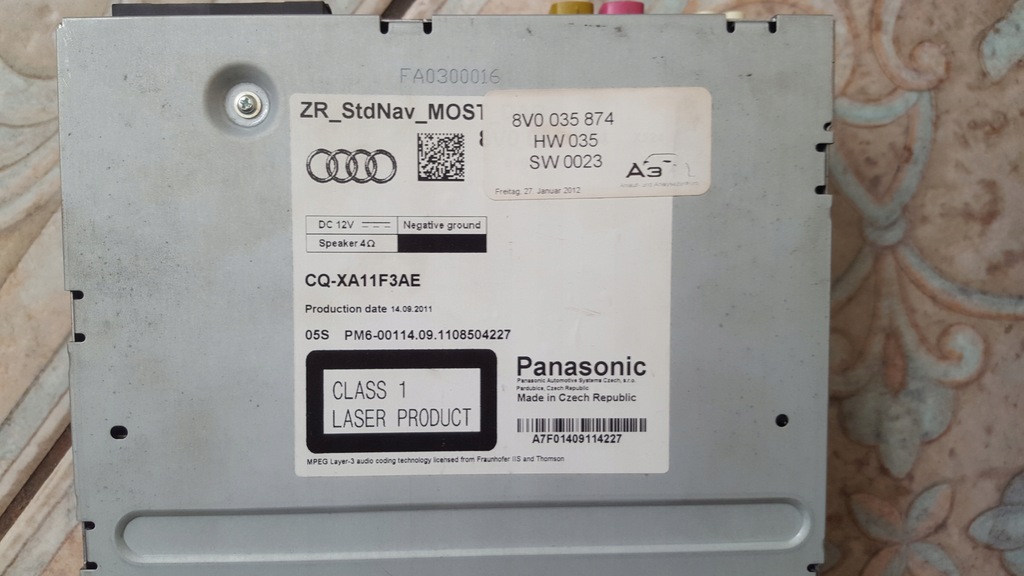 FA0300016
ZR_StdNav_MOST
8V0 035 874
HW 035
SW 0023
A3
Freitag, 27. Januar 2012
DC 12V
Negative ground
Speaker 4Ω
CQ-XA11F3AE
Production date 14.09.2011
05S PM6-00114.09.1108504227
CLASS 1
LASER PRODUCT
Panasonic
Panasonic Automotive Systems Czech, s.r.o.
Pardubice, Czech Republic
Made in Czech Republic
A7F01409114227
MPEG Layer-3 audio coding technology licensed from Fraunhofer IIS and Thomson